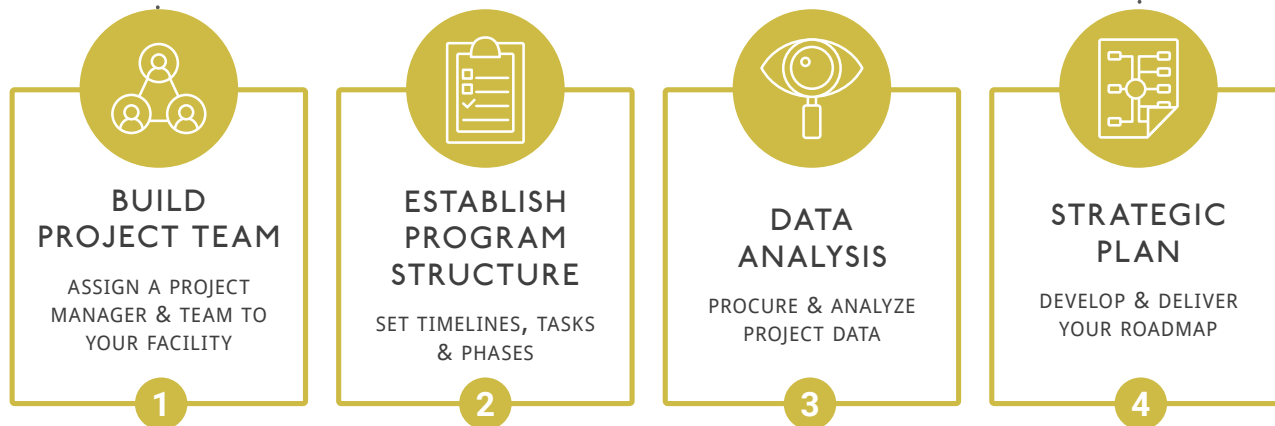 BUILD
PROJECT TEAM
ASSIGN A PROJECT
MANAGER & TEAM TO
YOUR FACILITY
1
ESTABLISH
PROGRAM
STRUCTURE
SET TIMELINES, TASKS
& PHASES
2
DATA
ANALYSIS
PROCURE & ANALYZE
PROJECT DATA
3
STRATEGIC
PLAN
DEVELOP & DELIVER
YOUR ROADMAP
4